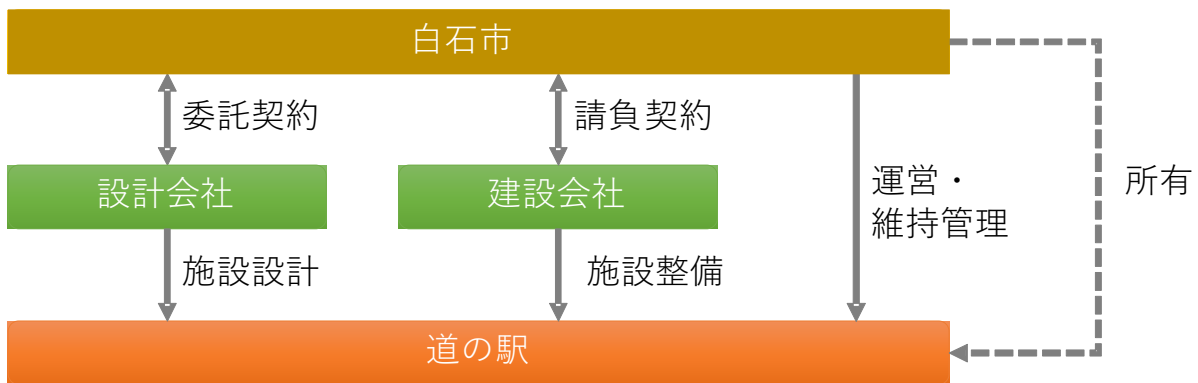 白石市
委託契約
請負契約
設計会社
建設会社
運営・
維持管理
所有
施設設計
施設整備
道の駅